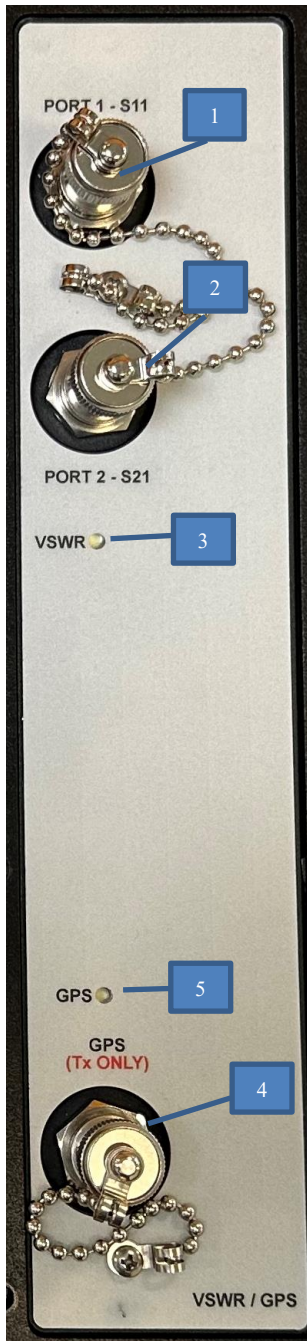 PORT 1 - S11
1
2
PORT 2 - S21
VSWR
3
GPS
5
GPS
(Tx ONLY)
4
VSWR / GPS